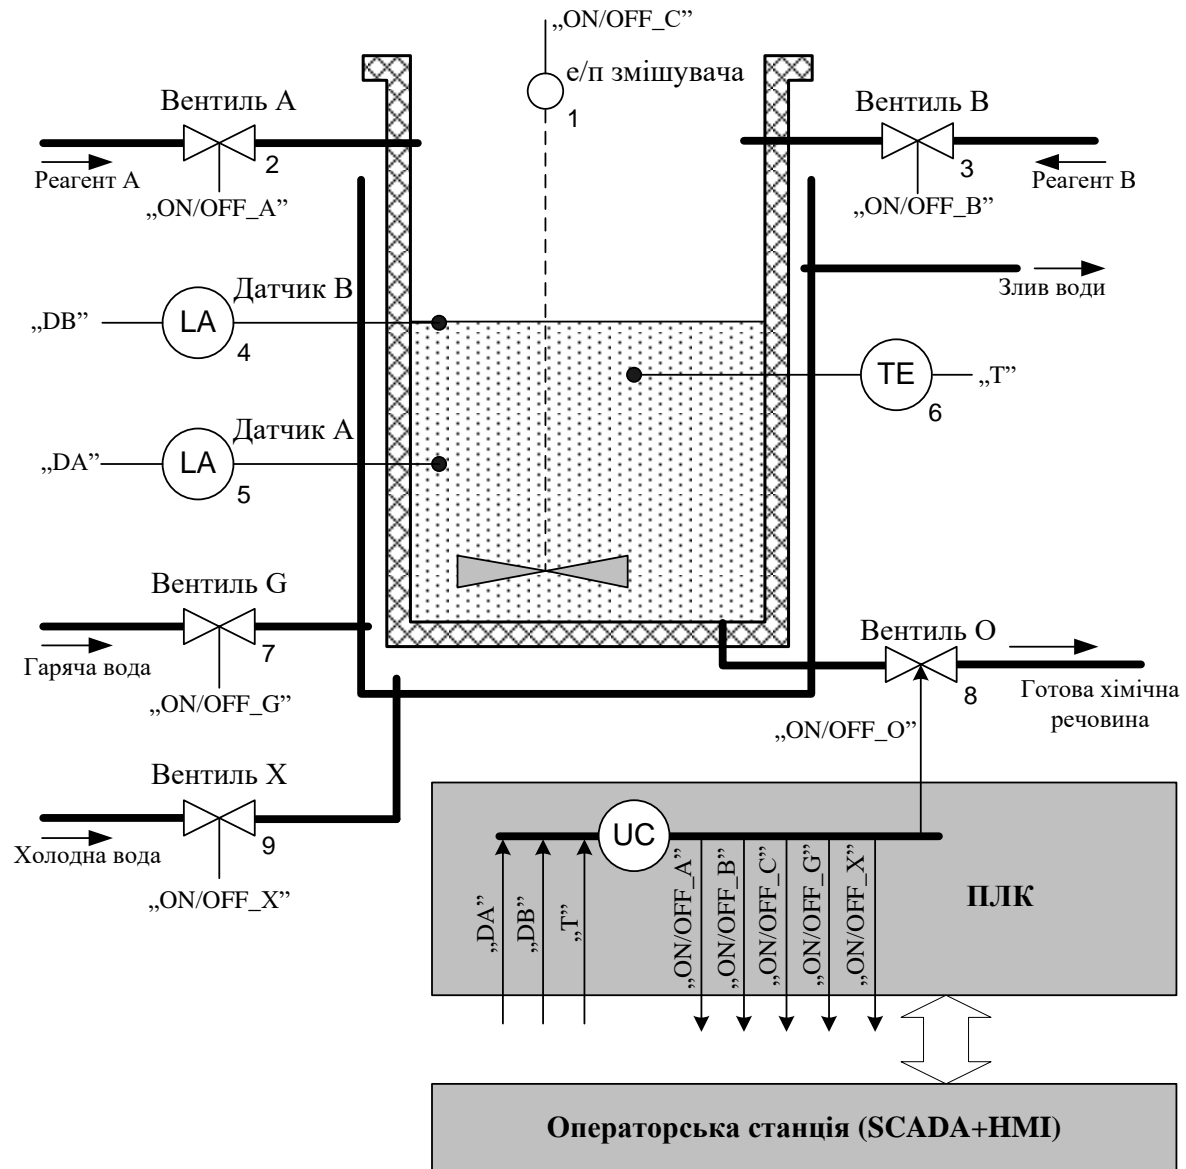 „ON/OFF_C”
е/п змішувача
1
Вентиль A
2
Реагент A
„ON/OFF_A”
Вентиль B
3
Реагент B
„ON/OFF_B”
Злив води
Датчик B
„DB”
LA
4
TE
6
„T”
Датчик A
„DA”
LA
5
Вентиль G
7
Гаряча вода
„ON/OFF_G”
Вентиль O
8
Готова хімічна
речовина
„ON/OFF_O”
Вентиль X
9
Холодна вода
„ON/OFF_X”
UC
„DA”
„DB”
„T”
„ON/OFF_A”
„ON/OFF_B”
„ON/OFF_C”
„ON/OFF_G”
„ON/OFF_X”
ПЛК
Операторська станція (SCADA+HMI)